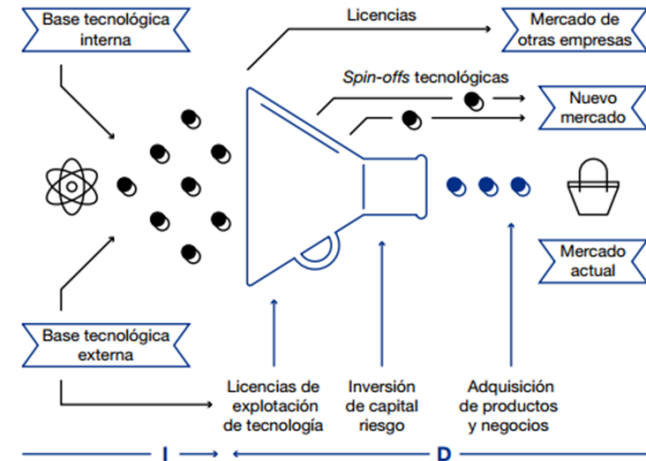 Base tecnológica
interna
Licencias
Mercado de
otras empresas
Spin-offs tecnológicas
Nuevo
mercado
Mercado
actual
Base tecnológica
externa
Licencias de
explotación
de tecnología
Inversión
de capital
riesgo
Adquisición
de productos
y negocios
I
D